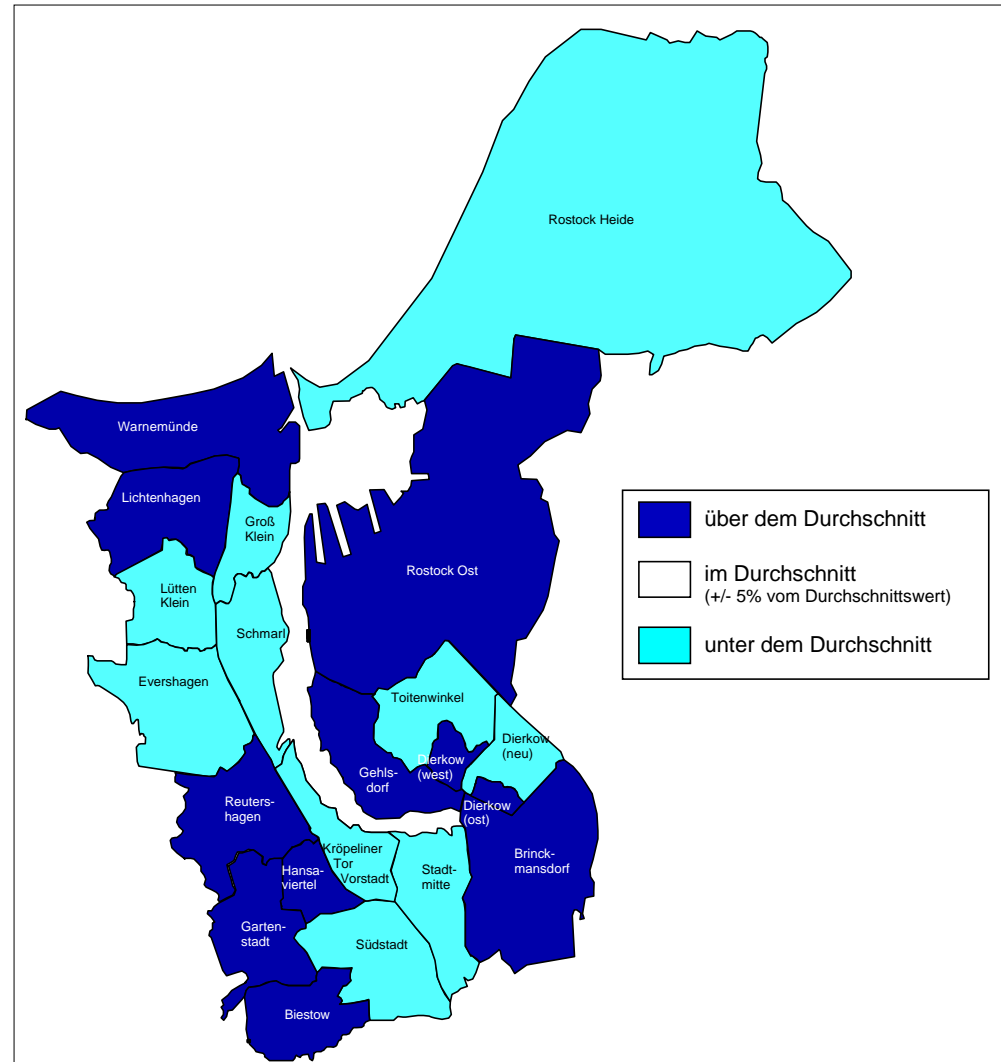 Rostock Heide
Warnemünde
Lichtenhagen
Groß
Klein
Rostock Ost
Lütten
Klein
Schmarl
Evershagen
Toitenwinkel
Dierkow
(neu)
Dierkow
(west)
Gehls-
dorf
Dierkow
(ost)
Reuters-
hagen
Kröpeliner
Tor
Vorstadt
Hansa-
viertel
Stadt-
mitte
Brinck-
mansdorf
Garten-
stadt
Südstadt
Biestow
über dem Durchschnitt
im Durchschnitt
(+/- 5% vom Durchschnittswert)
unter dem Durchschnitt